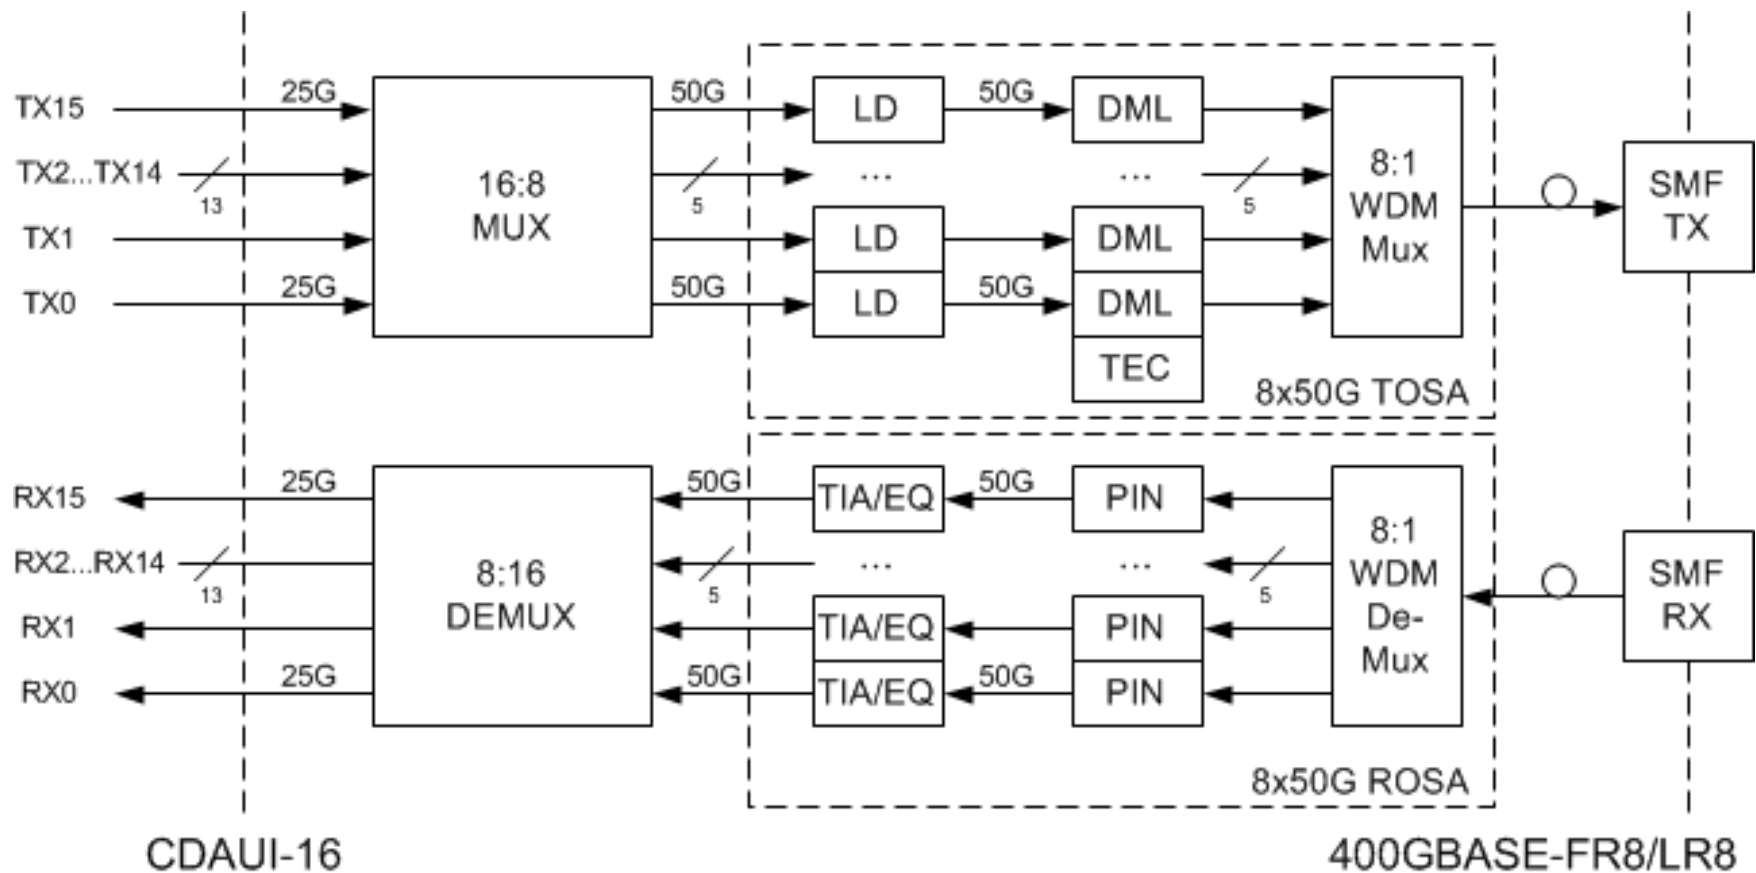 TX15 25G 50G LD 50G DML
TX2...TX14 13 5 ... ... 5
16:8
MUX
8:1
WDM
Mux
SMF
TX
TX1 LD DML
TX0 25G 50G LD 50G DML
TEC
8x50G TOSA
RX15 25G 50G TIA/EQ 50G PIN
RX2...RX14 13 5 ... ... 5
8:16
DEMUX
8:1
WDM
De-
Mux
SMF
RX
RX1 TIA/EQ PIN
RX0 25G 50G TIA/EQ 50G PIN
8x50G ROSA
CDAUI-16 400GBASE-FR8/LR8